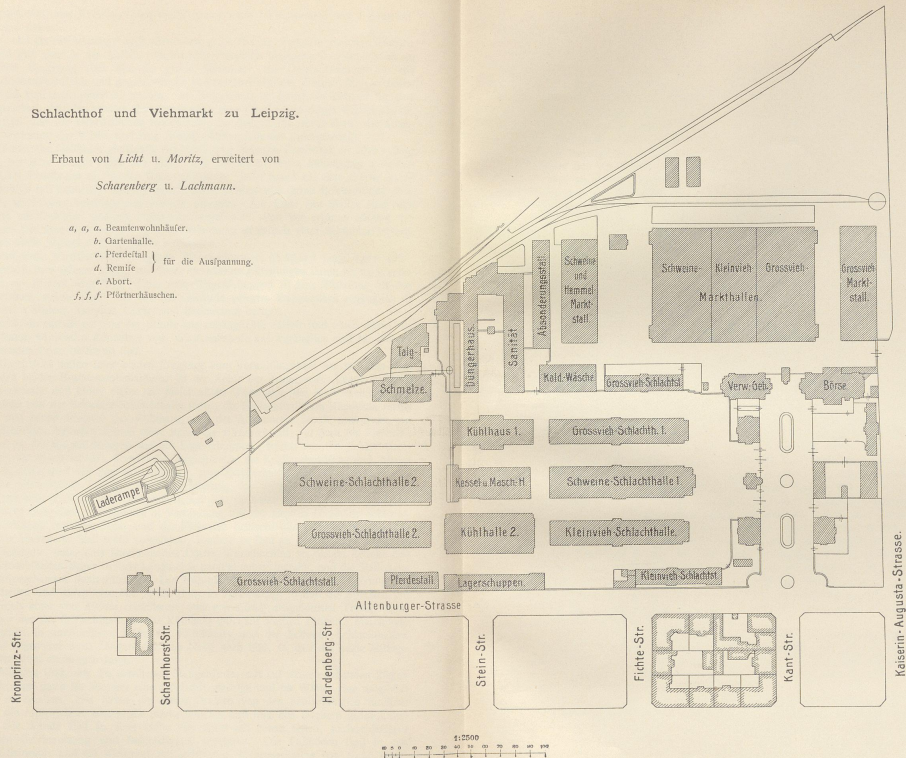 Schlachthof und Viehmarkt zu Leipzig.
Erbaut von Licht u. Moritz, erweitert von
Scharenberg u. Lachmann.
a, a, a. Beamtenwohnhäuſer.
b. Gartenhalle.
c. Pferdeſtall
d. Remiſe
} für die Ausſpannung.
e. Abort.
f, f, f. Pförtnerhäuschen.
Schweine-
Kleinvieh-
Grossvieh-
Markthallen.
Grossvieh
Markt-
stall.
Schweine
und
Hammel
Markt-
stall.
Absonderungsstall.
Sanität
Düngerhaus.
Talg-
Schmelze.
Kald.-Wäsche
Grossvieh-Schlachtst.
Verw.-Geb.
Börse
Kühlhaus 1.
Grossvieh-Schlachth. 1.
Laderampe
Schweine-Schlachthalle 2.
Kessel u. Masch.-H.
Schweine-Schlachthalle 1.
Grossvieh-Schlachthalle 2.
Kühlhalle 2.
Kleinvieh-Schlachthalle.
Grossvieh-Schlachtstall.
Pferdestall
Lagerschuppen.
Kleinvieh-Schlachtst
Altenburger-Strasse
Kronprinz-Str.
Scharnhorst-Str.
Hardenberg-Str
Stein-Str.
Fichte-Str.
Kant-Str.
Kaiserin-Augusta-Strasse.
1:2500